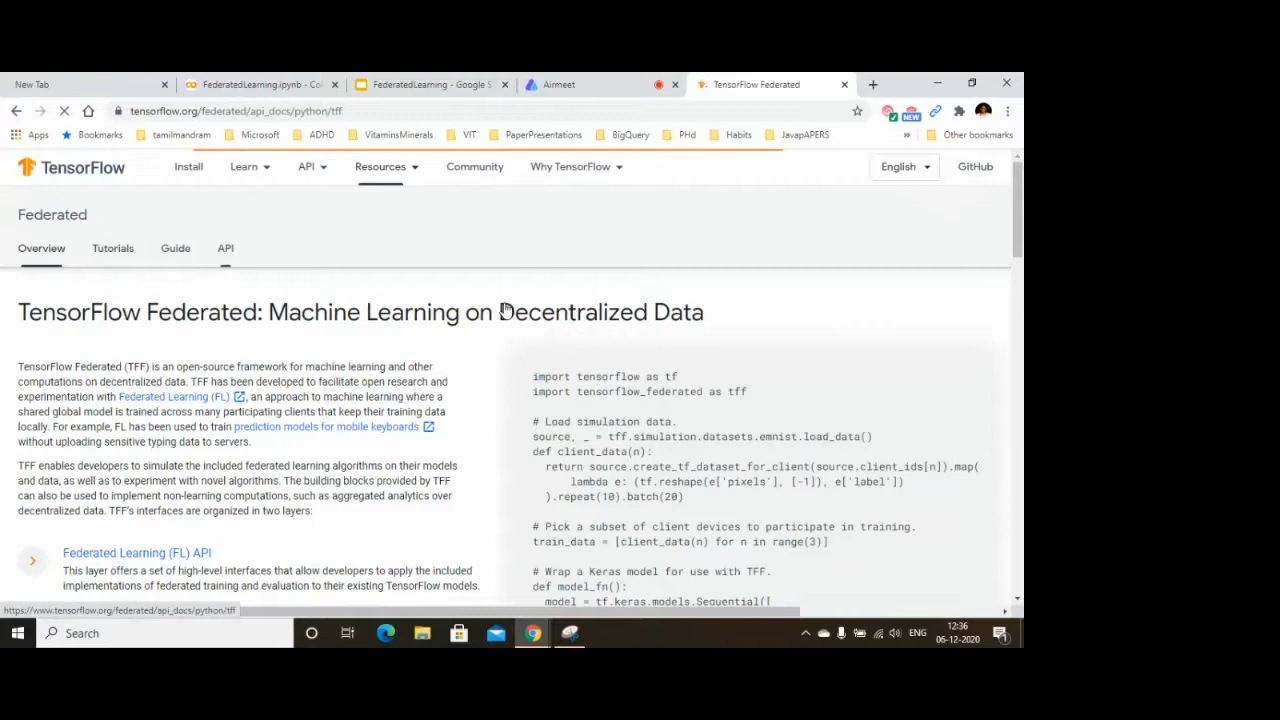 New Tab
FederatedLearning.ipynb - Co
FederatedLearning - Google S
Airmeet
TensorFlow Federated
tensorflow.org/federated/api_docs/python/tff
NEW
Apps
Bookmarks
tamilmandram
Microsoft
ADHD
VitaminsMinerals
VIT
PaperPresentations
BigQuery
PHd
Habits
JavapAPERS
»
Other bookmarks
TensorFlow
Install
Learn
API
Resources
Community
Why TensorFlow
English
GitHub
Federated
Overview
Tutorials
Guide
API
TensorFlow Federated: Machine Learning on Decentralized Data
TensorFlow Federated (TFF) is an open-source framework for machine learning and other
computations on decentralized data. TFF has been developed to facilitate open research and
experimentation with Federated Learning (FL), an approach to machine learning where a
shared global model is trained across many participating clients that keep their training data
locally. For example, FL has been used to train prediction models for mobile keyboards
without uploading sensitive typing data to servers.
TFF enables developers to simulate the included federated learning algorithms on their models
and data, as well as to experiment with novel algorithms. The building blocks provided by TFF
can also be used to implement non-learning computations, such as aggregated analytics over
decentralized data. TFF's interfaces are organized in two layers:
Federated Learning (FL) API
This layer offers a set of high-level interfaces that allow developers to apply the included
implementations of federated training and evaluation to their existing TensorFlow models.
import tensorflow as tf
import tensorflow_federated as tff
# Load simulation data.
source, _ = tff.simulation.datasets.emnist.load_data()
def client_data(n):
  return source.create_tf_dataset_for_client(source.client_ids[n]).map(
    lambda e: (tf.reshape(e['pixels'], [-1]), e['label'])
  ).repeat(10).batch(20)
# Pick a subset of client devices to participate in training.
train_data = [client_data(n) for n in range(3)]
# Wrap a Keras model for use with TFF.
def model_fn():
  model = tf.keras.models.Sequential([
https://www.tensorflow.org/federated/api_docs/python/tff
Search
ENG
12:36
06-12-2020